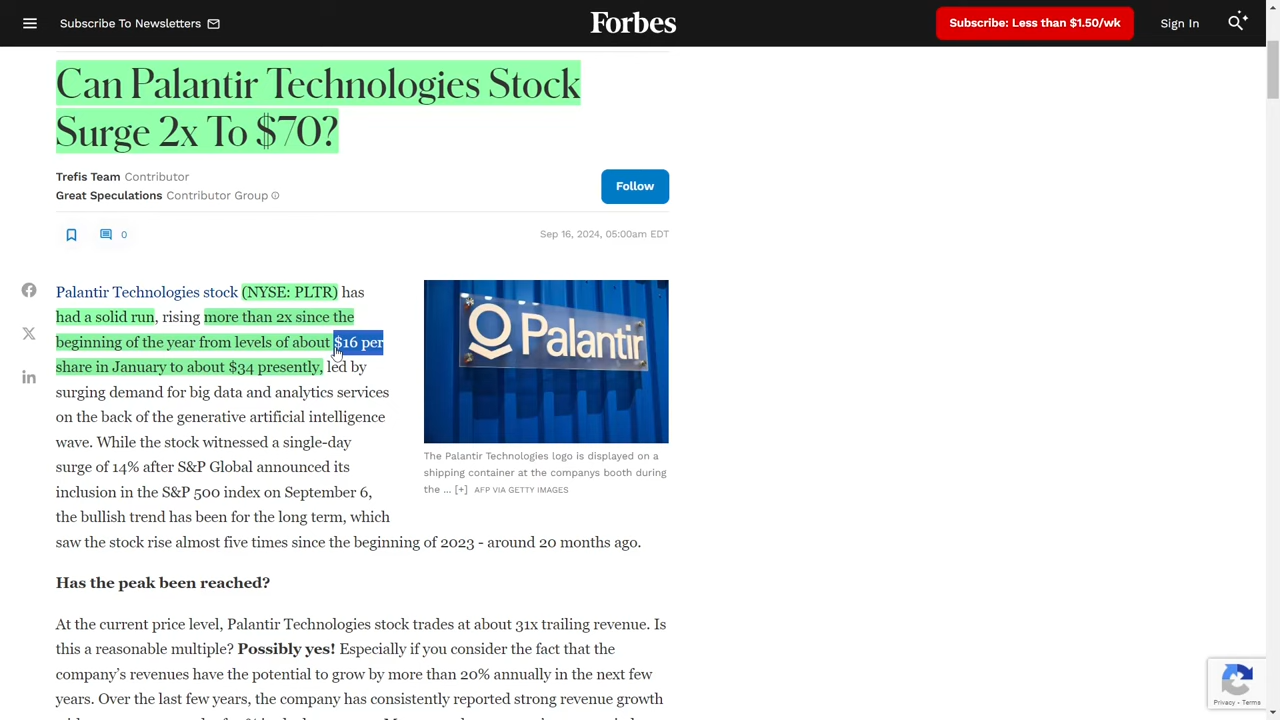 Subscribe To Newsletters
Forbes
Subscribe: Less than $1.50/wk
Sign In
Can Palantir Technologies Stock
Surge 2x To $70?
Trefis Team Contributor
Great Speculations Contributor Group
Follow
0
Sep 16, 2024, 05:00am EDT
Palantir Technologies stock (NYSE: PLTR) has
had a solid run, rising more than 2x since the
beginning of the year from levels of about $16 per
share in January to about $34 presently, led by
surging demand for big data and analytics services
on the back of the generative artificial intelligence
wave. While the stock witnessed a single-day
surge of 14% after S&P Global announced its
inclusion in the S&P 500 index on September 6,
the bullish trend has been for the long term, which
saw the stock rise almost five times since the beginning of 2023 - around 20 months ago.
Palantir
The Palantir Technologies logo is displayed on a
shipping container at the companys booth during
the ... [+] AFP VIA GETTY IMAGES
Has the peak been reached?
At the current price level, Palantir Technologies stock trades at about 31x trailing revenue. Is
this a reasonable multiple? Possibly yes! Especially if you consider the fact that the
company's revenues have the potential to grow by more than 20% annually in the next few
years. Over the last few years, the company has consistently reported strong revenue growth
Privacy - Terms